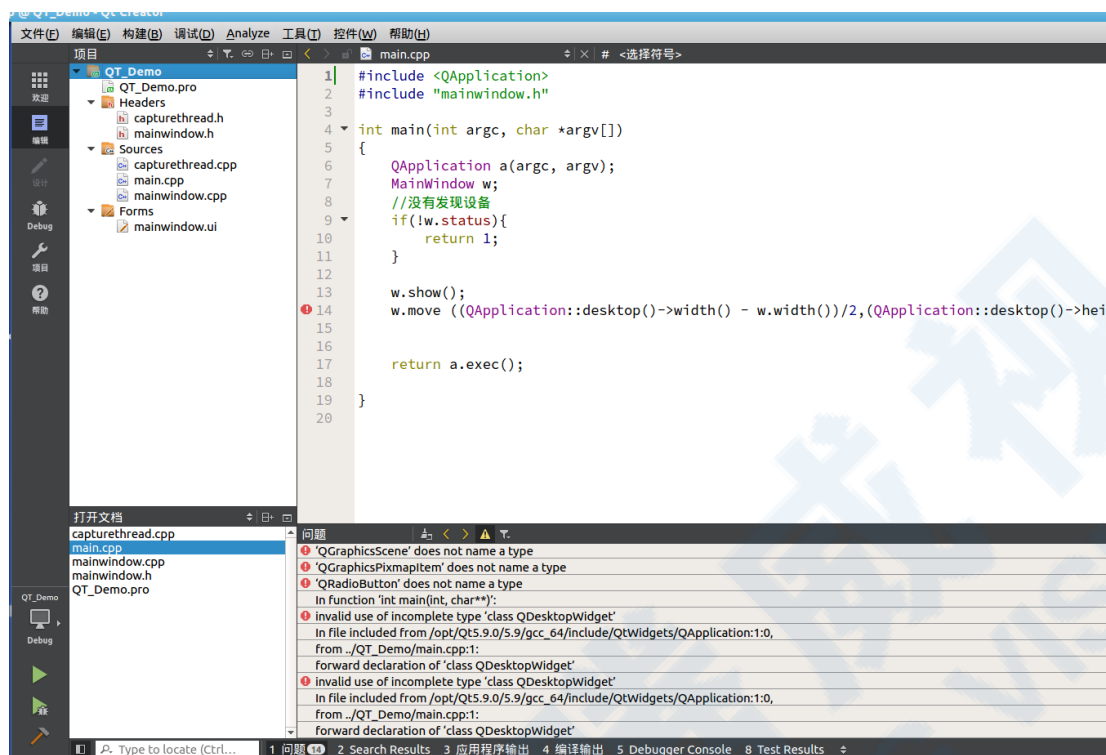 @ QT_Demo - Qt Creator
文件(F) 编辑(E) 构建(B) 调试(D) Analyze 工具(T) 控件(W) 帮助(H)
项目
main.cpp
# <选择符号>
欢迎
编辑
设计
Debug
项目
帮助
QT_Demo
QT_Demo.pro
Headers
capturethread.h
mainwindow.h
Sources
capturethread.cpp
main.cpp
mainwindow.cpp
Forms
mainwindow.ui
1 #include <QApplication>
2 #include "mainwindow.h"
3
4 int main(int argc, char *argv[])
5 {
6 QApplication a(argc, argv);
7 MainWindow w;
8 //没有发现设备
9 if(!w.status){
10 return 1;
11 }
12
13 w.show();
14 w.move ((QApplication::desktop()->width() - w.width())/2,(QApplication::desktop()->hei
15
16
17 return a.exec();
18
19 }
20
打开文档
capturethread.cpp
main.cpp
mainwindow.cpp
mainwindow.h
QT_Demo.pro
QT_Demo
Debug
问题
'QGraphicsScene' does not name a type
'QGraphicsPixmapItem' does not name a type
'QRadioButton' does not name a type
In function 'int main(int, char**)':
invalid use of incomplete type 'class QDesktopWidget'
In file included from /opt/Qt5.9.0/5.9/gcc_64/include/QtWidgets/QApplication:1:0,
from ../QT_Demo/main.cpp:1:
forward declaration of 'class QDesktopWidget'
invalid use of incomplete type 'class QDesktopWidget'
In file included from /opt/Qt5.9.0/5.9/gcc_64/include/QtWidgets/QApplication:1:0,
from ../QT_Demo/main.cpp:1:
forward declaration of 'class QDesktopWidget'
Type to locate (Ctrl...
1 问题 14 2 Search Results 3 应用程序输出 4 编译输出 5 Debugger Console 8 Test Results